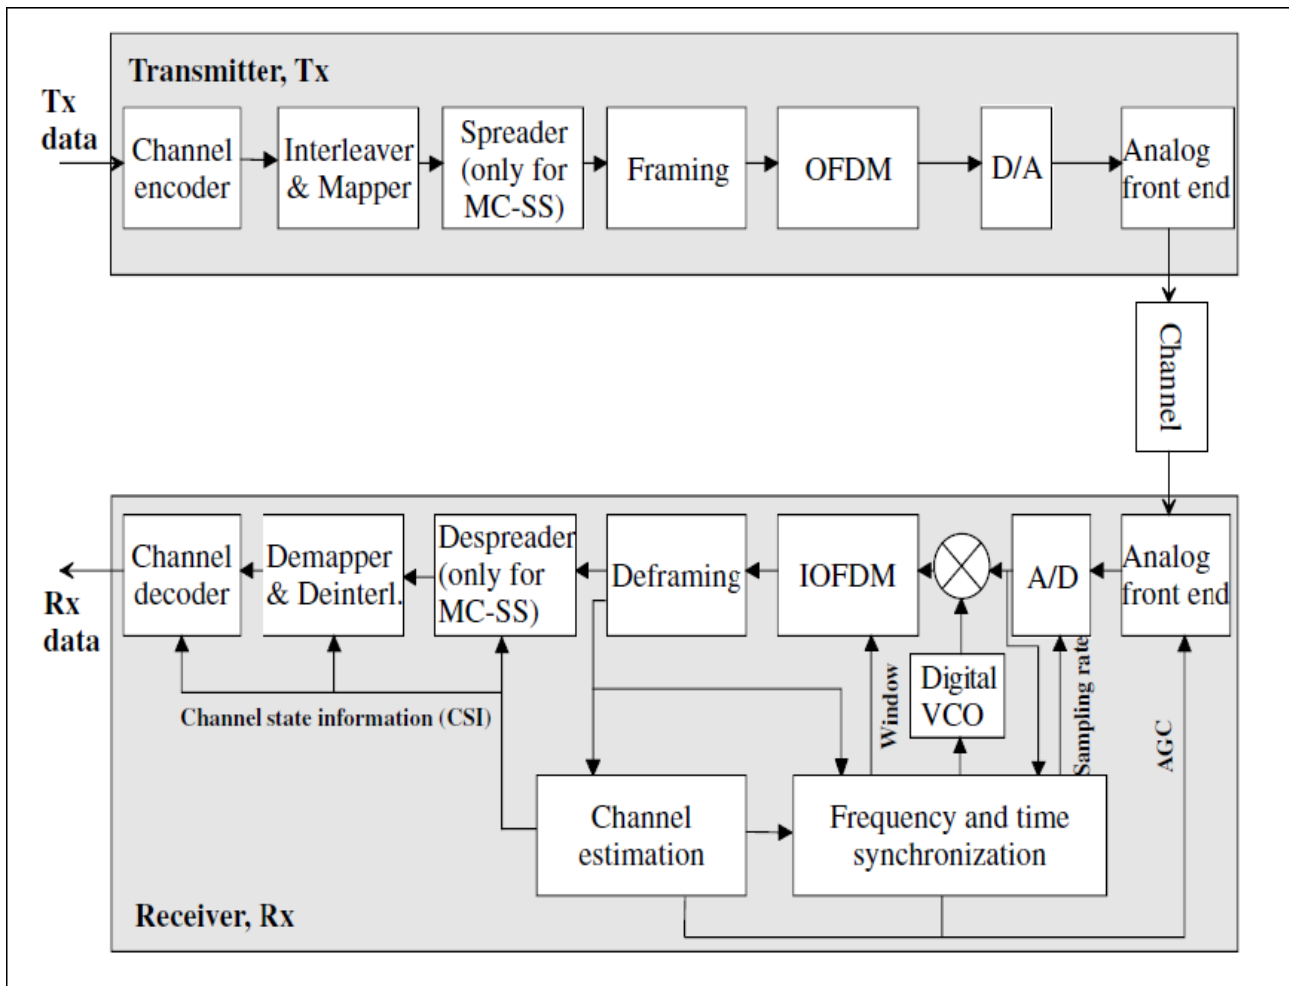 Transmitter, Tx
Tx
data
Channel
encoder
Interleaver
& Mapper
Spreader
(only for
MC-SS)
Framing
OFDM
D/A
Analog
front end
Channel
Channel
decoder
Demapper
& Deinterl.
Despreader
(only for
MC-SS)
Deframing
IOFDM
A/D
Analog
front end
Rx
data
Channel state information (CSI)
Window
Digital
VCO
Sampling rate
AGC
Channel
estimation
Frequency and time
synchronization
Receiver, Rx